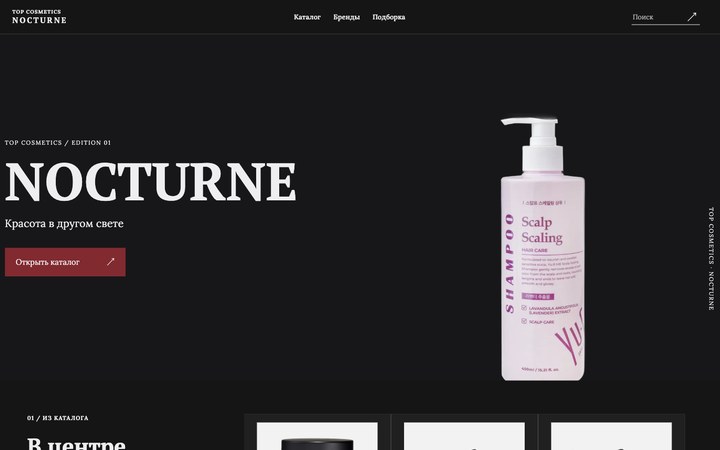 TOP COSMETICS
NOCTURNE
Каталог Бренды Подборка
Поиск
TOP COSMETICS / EDITION 01
NOCTURNE
Красота в другом свете
Открыть каталог
SHAMPOO
Scalp
Scaling
HAIR CARE
SCALP CARE
TOP COSMETICS · NOCTURNE
01 / ИЗ КАТАЛОГА
В центре